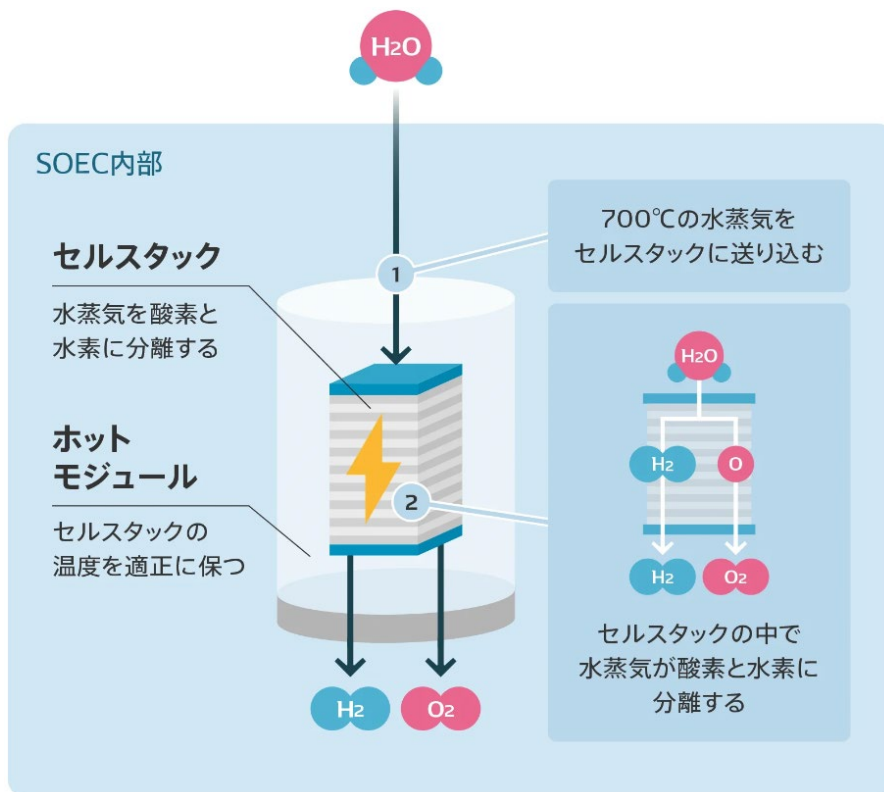 H2O
SOEC内部
セルスタック
水蒸気を酸素と
水素に分離する
ホット
モジュール
セルスタックの
温度を適正に保つ
1
2
H2
O2
700℃の水蒸気を
セルスタックに送り込む
H2O
H2
O
H2
O2
セルスタックの中で
水蒸気が酸素と水素に
分離する